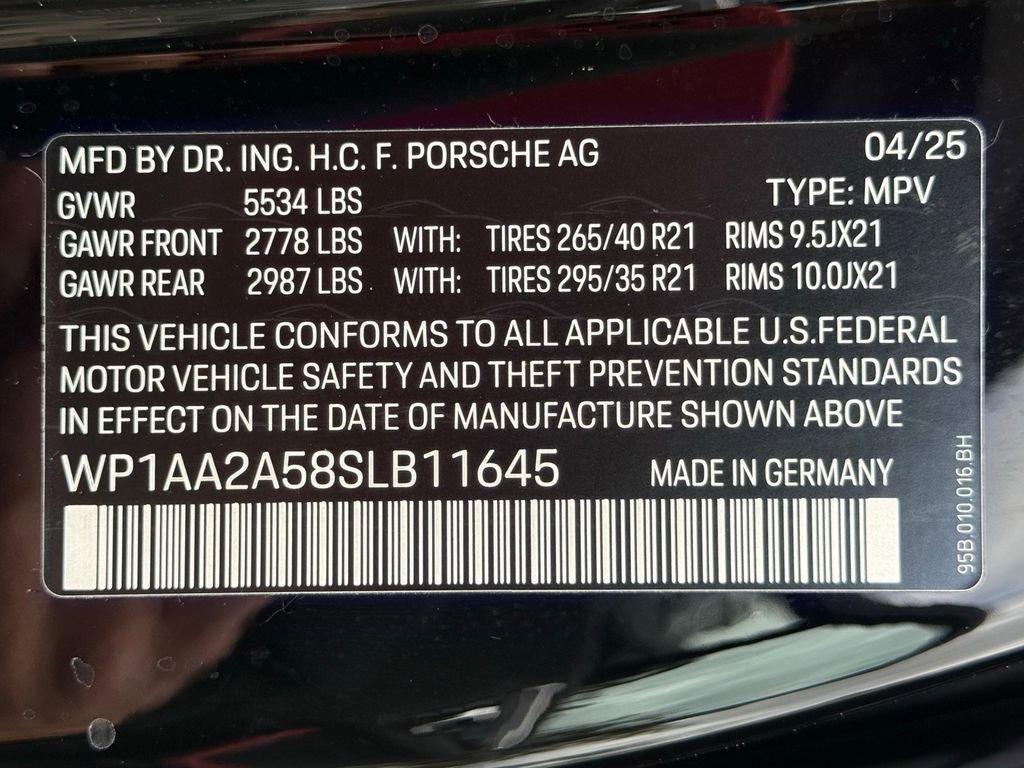 MFD BY DR. ING. H.C. F. PORSCHE AG 04/25
GVWR 5534 LBS TYPE: MPV
GAWR FRONT 2778 LBS WITH: TIRES 265/40 R21 RIMS 9.5JX21
GAWR REAR 2987 LBS WITH: TIRES 295/35 R21 RIMS 10.0JX21
THIS VEHICLE CONFORMS TO ALL APPLICABLE U.S.FEDERAL
MOTOR VEHICLE SAFETY AND THEFT PREVENTION STANDARDS
IN EFFECT ON THE DATE OF MANUFACTURE SHOWN ABOVE
WP1AA2A58SLB11645 MADE IN GERMANY
95B.010.016.BH